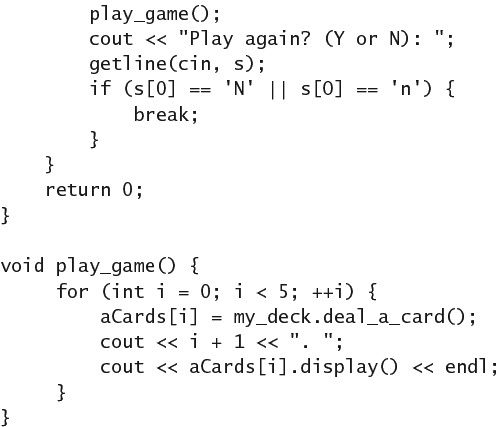 play_game();
        cout << "Play again? (Y or N): ";
        getline(cin, s);
        if (s[0] == 'N' || s[0] == 'n') {
            break;
        }
    }
    return 0;
}

void play_game() {
     for (int i = 0; i < 5; ++i) {
         aCards[i] = my_deck.deal_a_card();
         cout << i + 1 << ". ";
         cout << aCards[i].display() << endl;
     }
}